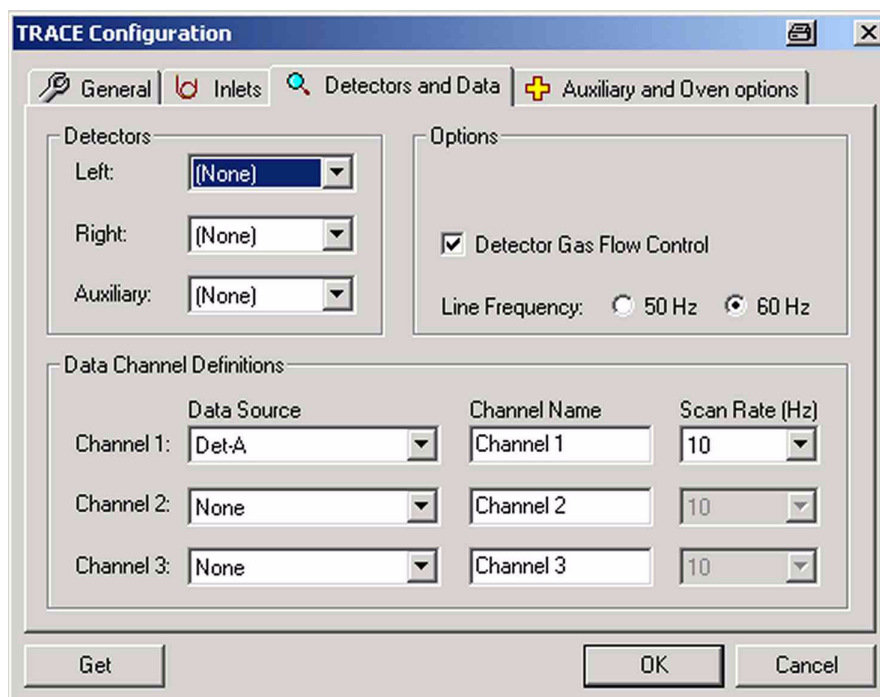 TRACE Configuration
General Inlets Detectors and Data Auxiliary and Oven options
Detectors
Left: (None)
Right: (None)
Auxiliary: (None)
Options
Detector Gas Flow Control
Line Frequency: 50 Hz 60 Hz
Data Channel Definitions
Data Source Channel Name Scan Rate (Hz)
Channel 1: Det-A Channel 1 10
Channel 2: None Channel 2 10
Channel 3: None Channel 3 10
Get OK Cancel